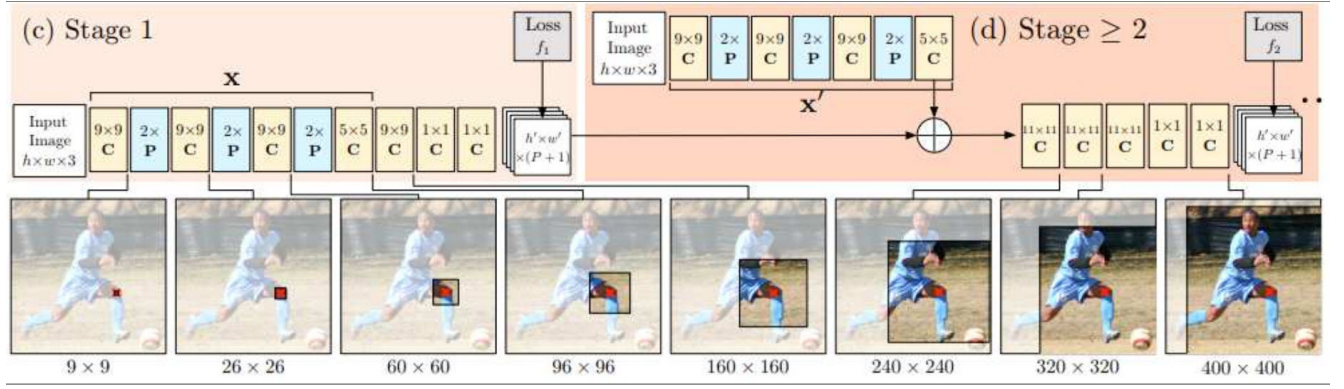 (c) Stage 1
Loss
f₁
Input
Image
h×w×3
9×9
C
2×
P
9×9
C
2×
P
9×9
C
2×
P
5×5
C
(d) Stage ≥ 2
Loss
f₂
x
x′
Input
Image
h×w×3
9×9
C
2×
P
9×9
C
2×
P
9×9
C
2×
P
5×5
C
9×9
C
1×1
C
1×1
C
h′×w′
×(P + 1)
11×11
C
11×11
C
11×11
C
1×1
C
1×1
C
h′×w′
×(P + 1)
9 × 9
26 × 26
60 × 60
96 × 96
160 × 160
240 × 240
320 × 320
400 × 400